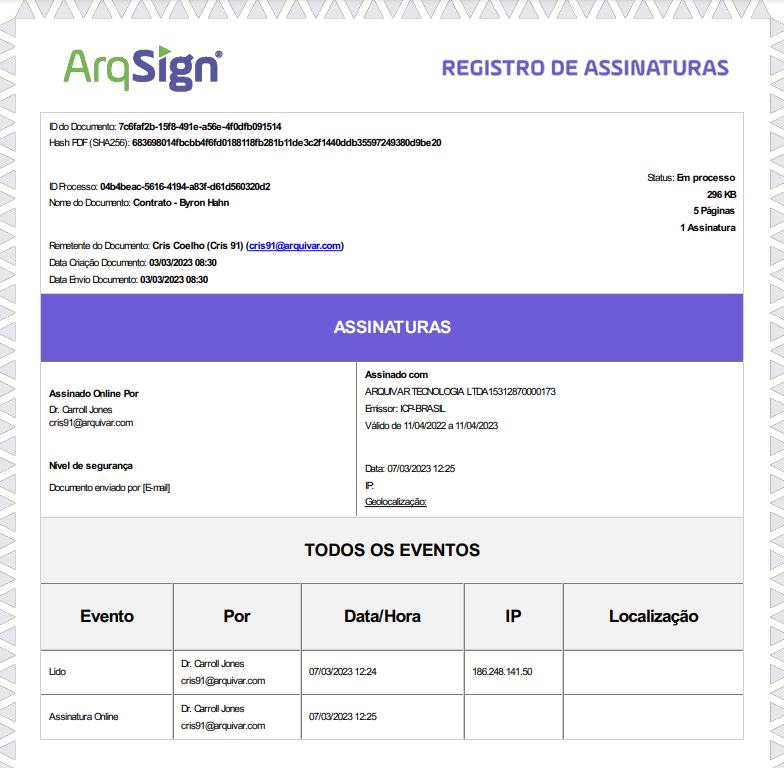 ArqSign®
REGISTRO DE ASSINATURAS
ID do Documento: 7c6faf2b-15f8-491e-a56e-4f0dfb091514
Hash PDF (SHA256): 683698014fbcbb4f6fd0188118fb281b11de3c2f1440ddb35597249380d9be20
Status: Em processo
ID Processo: 04b4beac-5616-4194-a83f-d61d560320d2
296 KB
Nome do Documento: Contrato - Byron Hahn
5 Páginas
1 Assinatura
Remetente do Documento: Cris Coelho (Cris 91) (cris91@arquivar.com)
Data Criação Documento: 03/03/2023 08:30
Data Envio Documento: 03/03/2023 08:30
ASSINATURAS
Assinado Online Por
Dr. Carroll Jones
cris91@arquivar.com
Nível de segurança
Documento enviado por [E-mail]
Assinado com
ARQUIVAR TECNOLOGIA LTDA15312870000173
Emissor: ICP-BRASIL
Válido de 11/04/2022 a 11/04/2023
Data: 07/03/2023 12:25
IP:
Geolocalização:
TODOS OS EVENTOS
Evento Por Data/Hora IP Localização
Lido Dr. Carroll Jones 07/03/2023 12:24 186.248.141.50
cris91@arquivar.com
Assinatura Online Dr. Carroll Jones 07/03/2023 12:25
cris91@arquivar.com